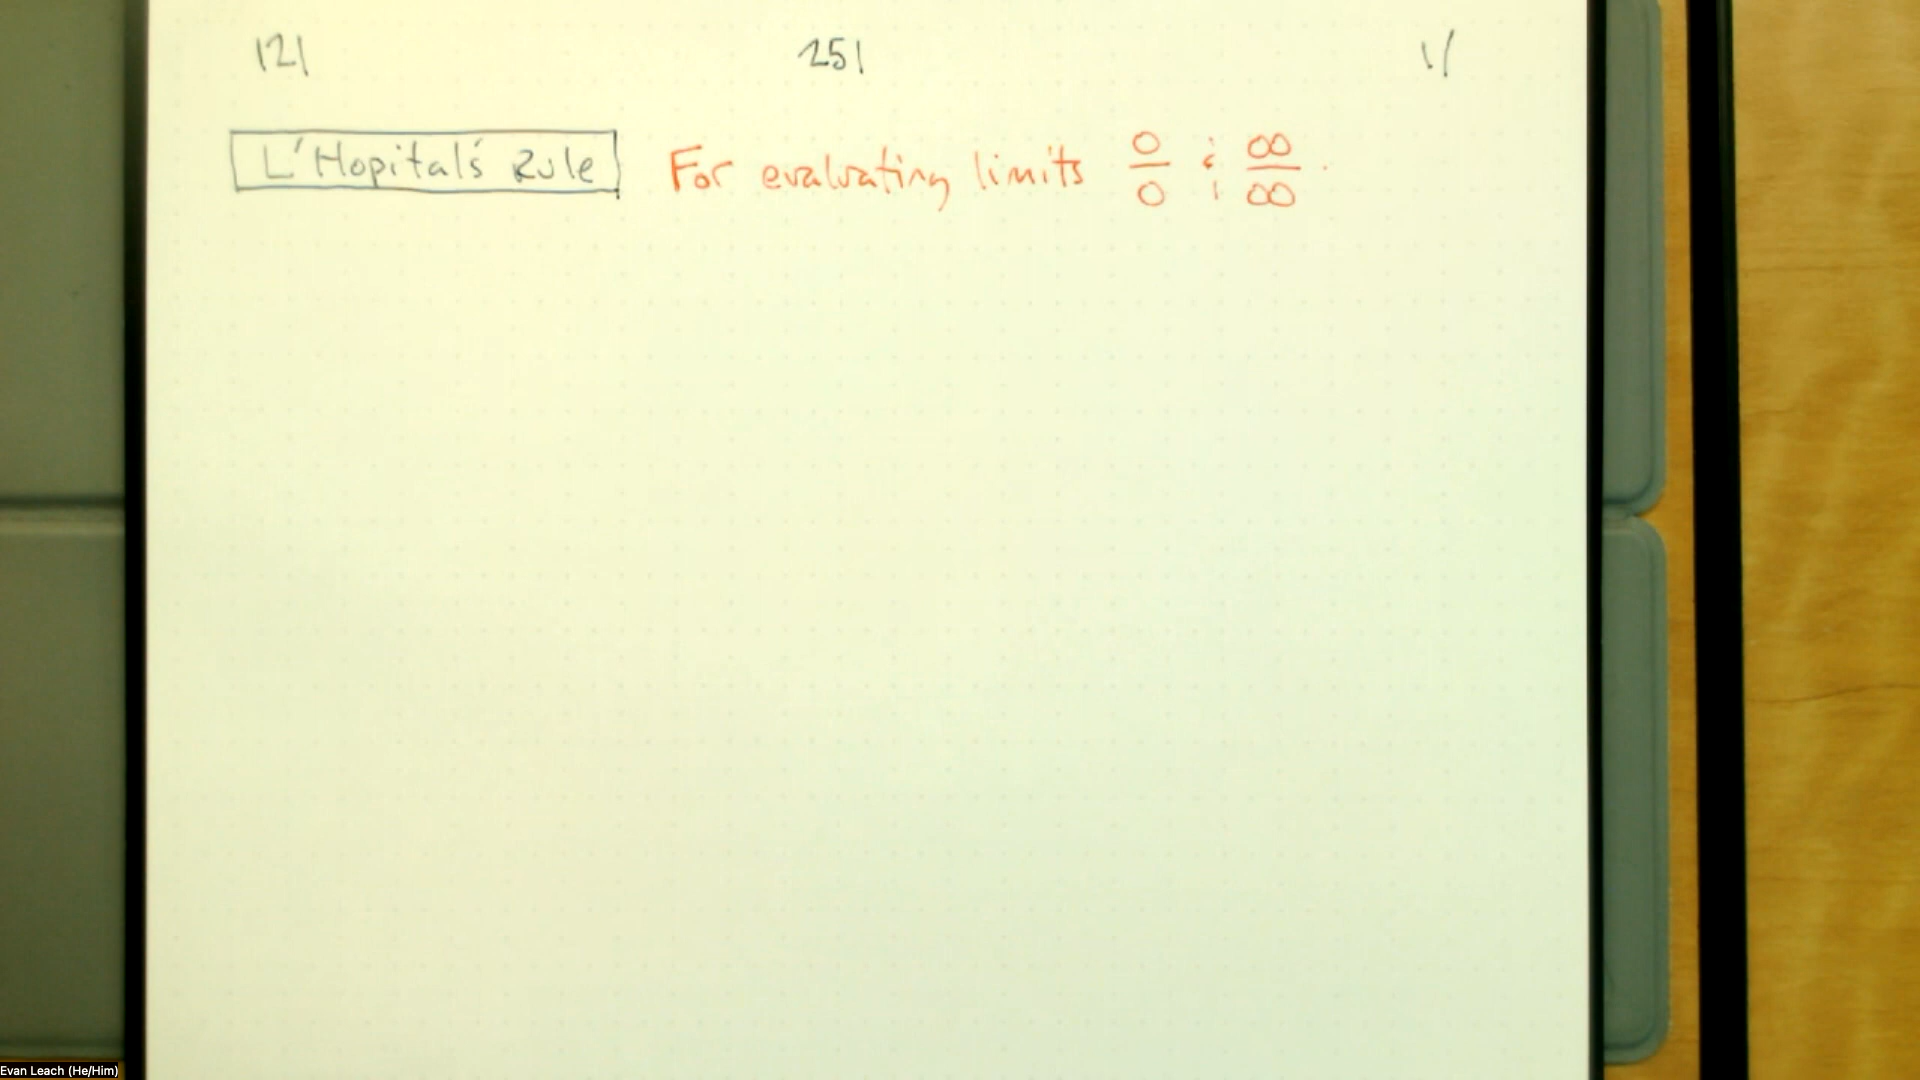 121 251 1/
L'Hopital's Rule For evaluating limits 0/0 & ∞/∞.
Evan Leach (He/Him)